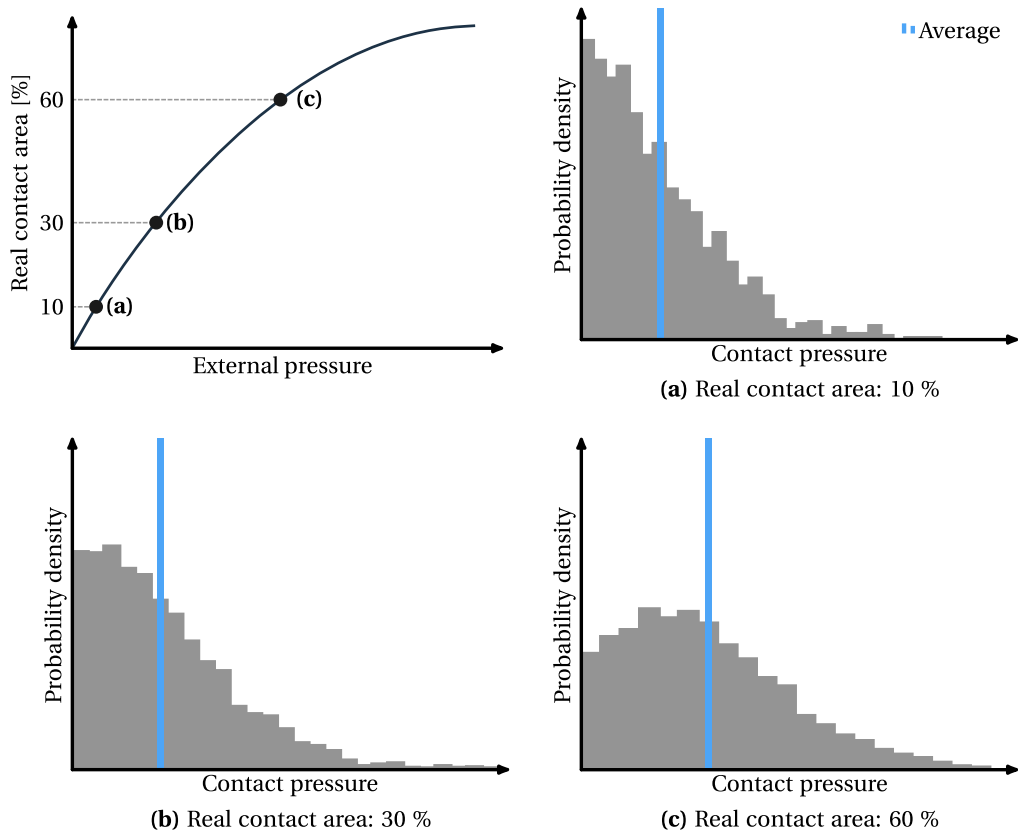 Real contact area [%]
60
30
10
(c)
(b)
(a)
External pressure
Average
Probability density
Contact pressure
(a) Real contact area: 10 %
Probability density
Contact pressure
(b) Real contact area: 30 %
Probability density
Contact pressure
(c) Real contact area: 60 %